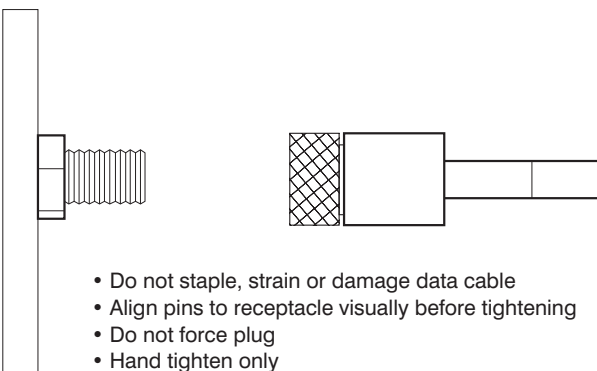 • Do not staple, strain or damage data cable
• Align pins to receptacle visually before tightening
• Do not force plug
• Hand tighten only